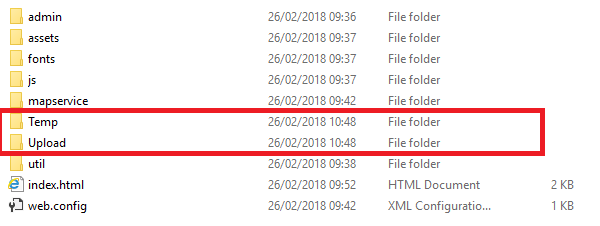 admin 26/02/2018 09:36 File folder
assets 26/02/2018 09:37 File folder
fonts 26/02/2018 09:37 File folder
js 26/02/2018 09:37 File folder
mapservice 26/02/2018 09:42 File folder
Temp 26/02/2018 10:48 File folder
Upload 26/02/2018 10:48 File folder
util 26/02/2018 09:38 File folder
index.html 26/02/2018 09:52 HTML Document 2 KB
web.config 26/02/2018 09:42 XML Configuratio... 1 KB